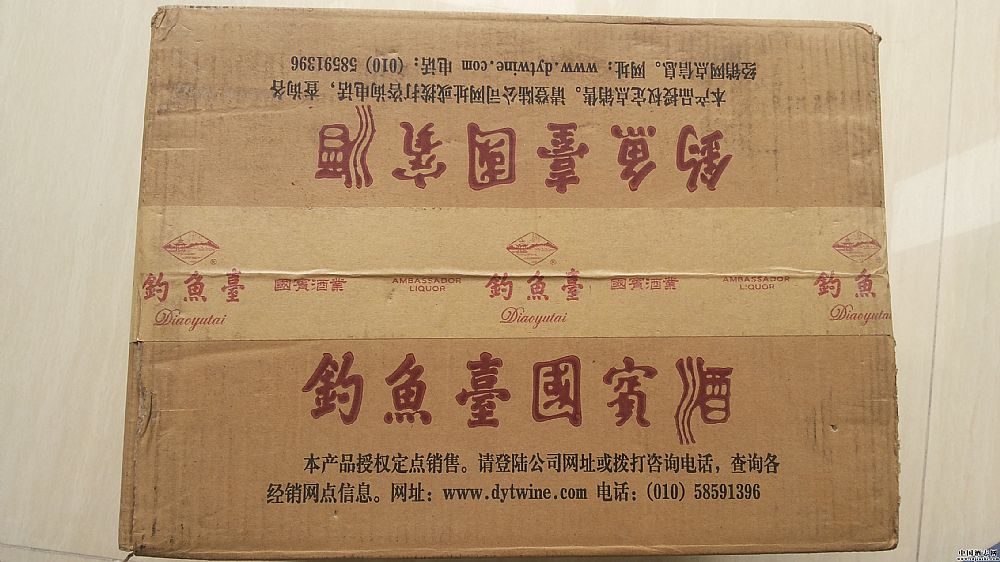 经销网点信息。网址：www.dytwine.com 电话：(010) 58591396
本产品授权定点销售。请登陆公司网址或拨打咨询电话，查询各
釣魚臺國賓酒
®
®
釣魚臺 國賓酒業 AMBASSADOR LIQUOR 釣魚臺 國賓酒業 AMBASSADOR LIQUOR 釣魚
Diaoyutai Diaoyutai Diaoyutai
釣魚臺國賓酒
本产品授权定点销售。请登陆公司网址或拨打咨询电话，查询各
经销网点信息。网址：www.dytwine.com 电话：(010) 58591396
中国酒志网